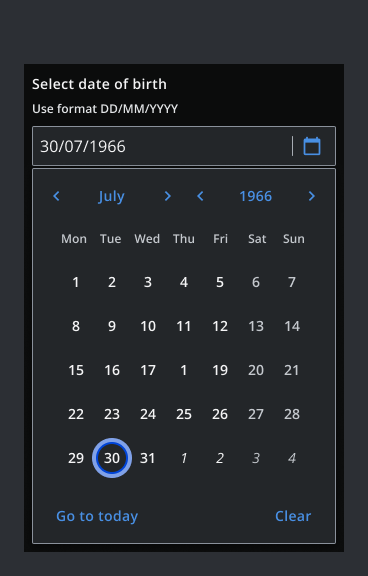 Select date of birth
Use format DD/MM/YYYY
30/07/1966
July 1966
Mon Tue Wed Thu Fri Sat Sun
1 2 3 4 5 6 7
8 9 10 11 12 13 14
15 16 17 1 19 20 21
22 23 24 25 26 27 28
29 30 31 1 2 3 4
Go to today Clear